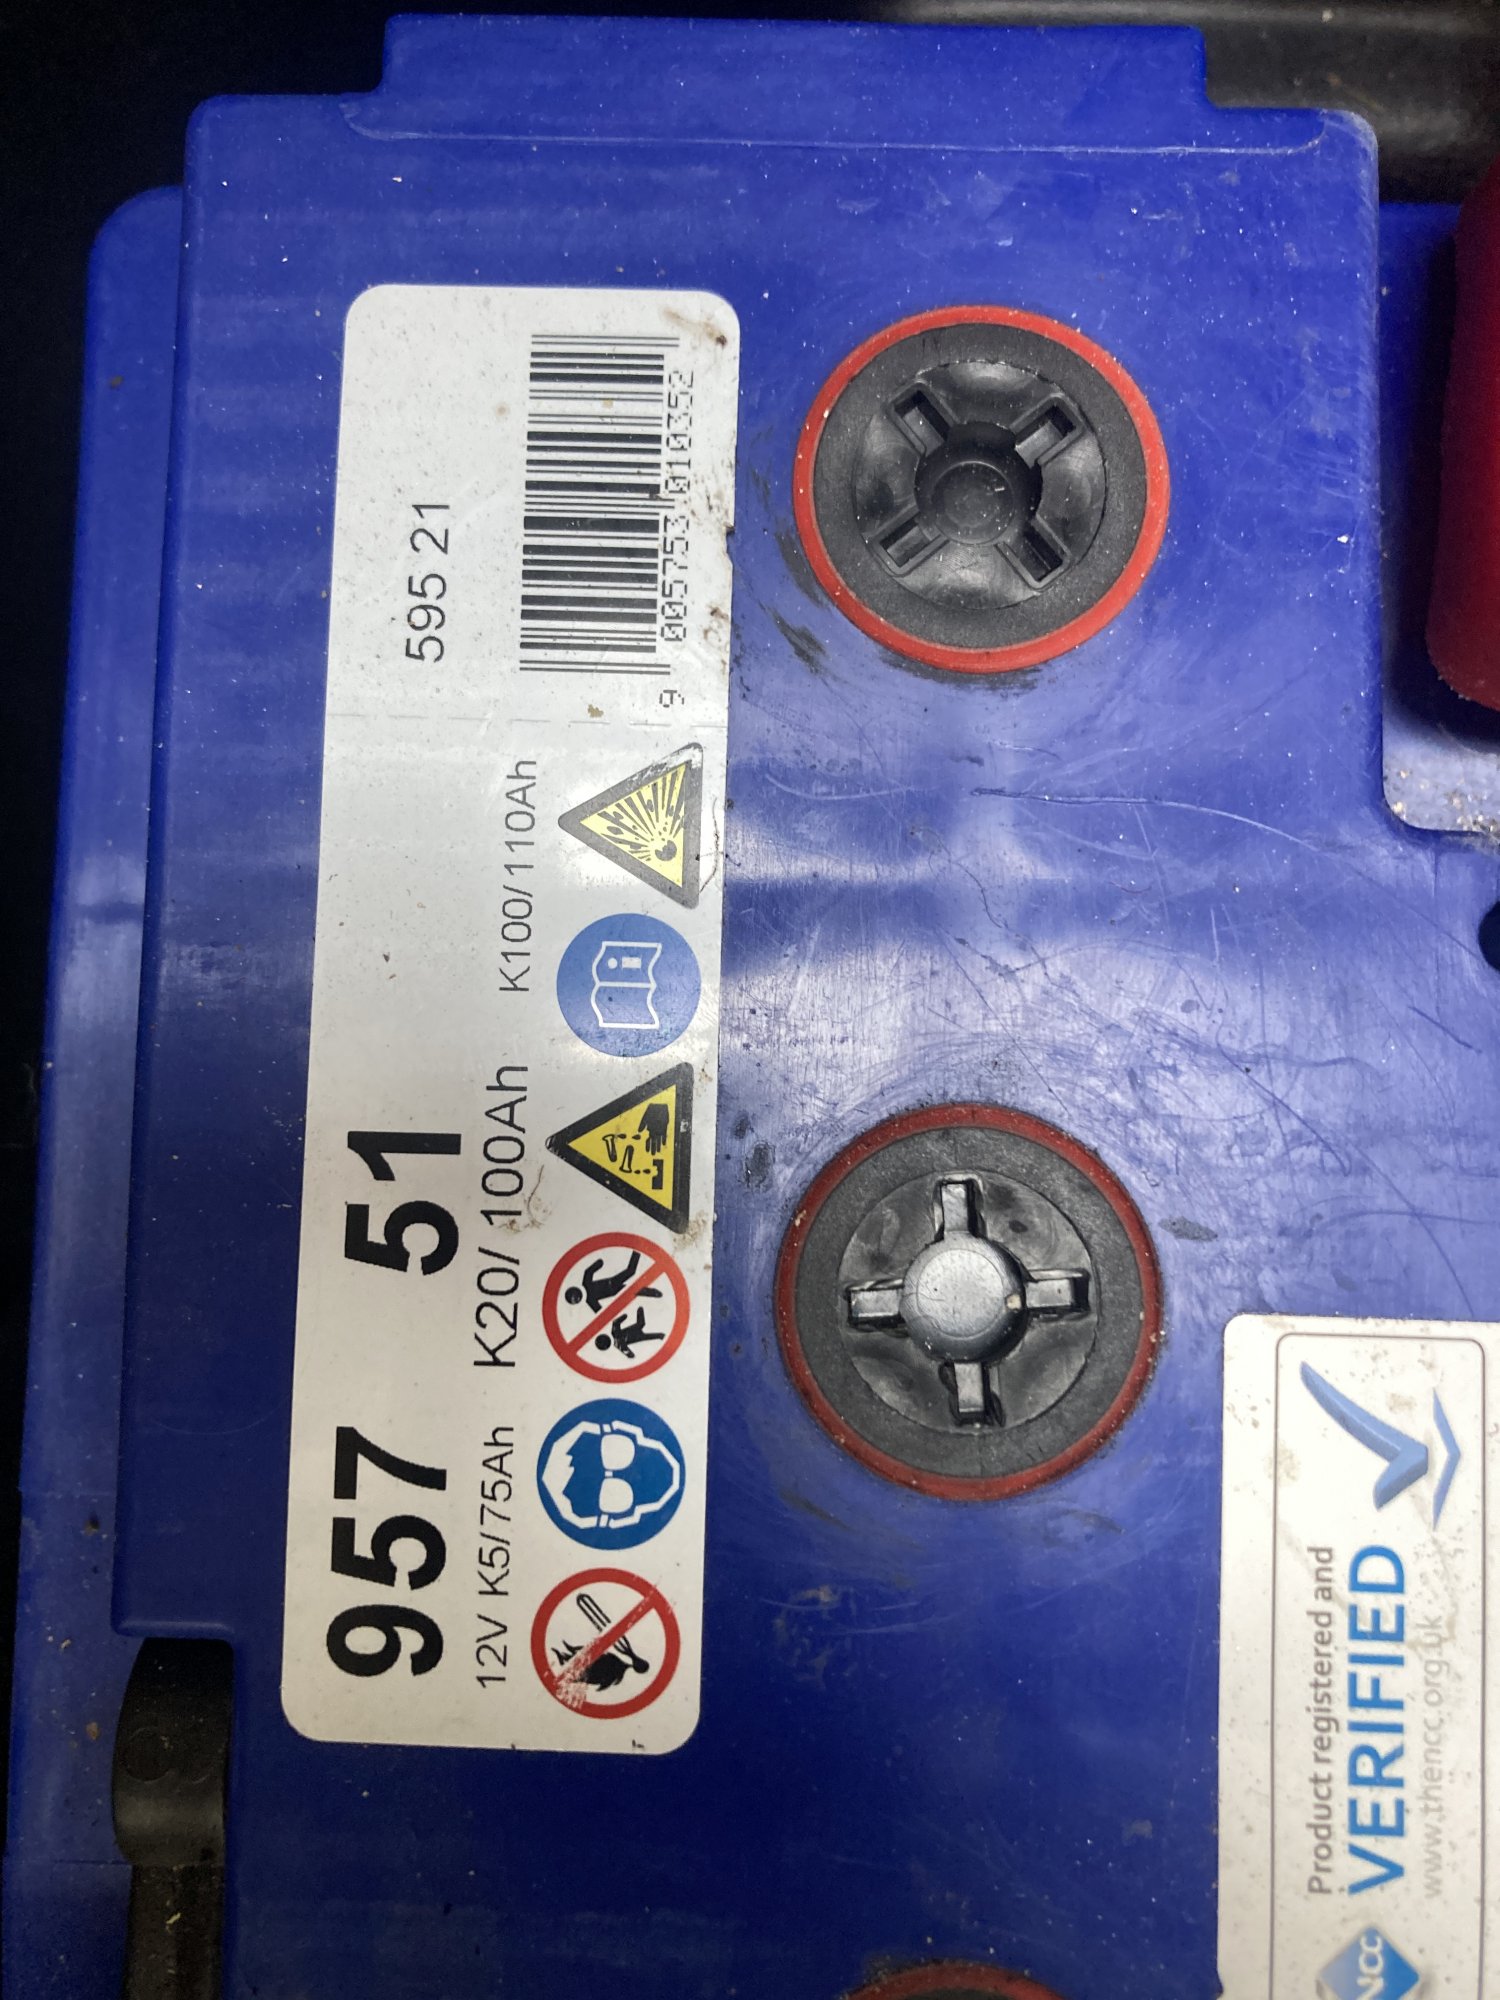 957 51
595 21
12V K5/75Ah K20/100Ah K100/110Ah
9 005753 010352
Product registered and
VERIFIED
www.thencc.org.uk
NCC